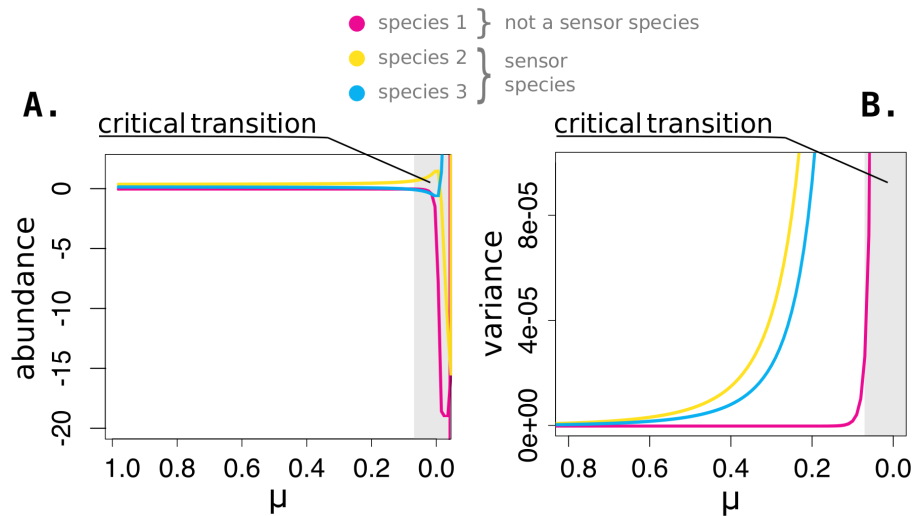 species 1 } not a sensor species
species 2 } sensor
species 3 species
A.
critical transition
abundance
0
-5
-10
-15
-20
1.0 0.8 0.6 0.4 0.2 0.0
μ
B.
critical transition
variance
8e-05
4e-05
0e+00
0.8 0.6 0.4 0.2 0.0
μ